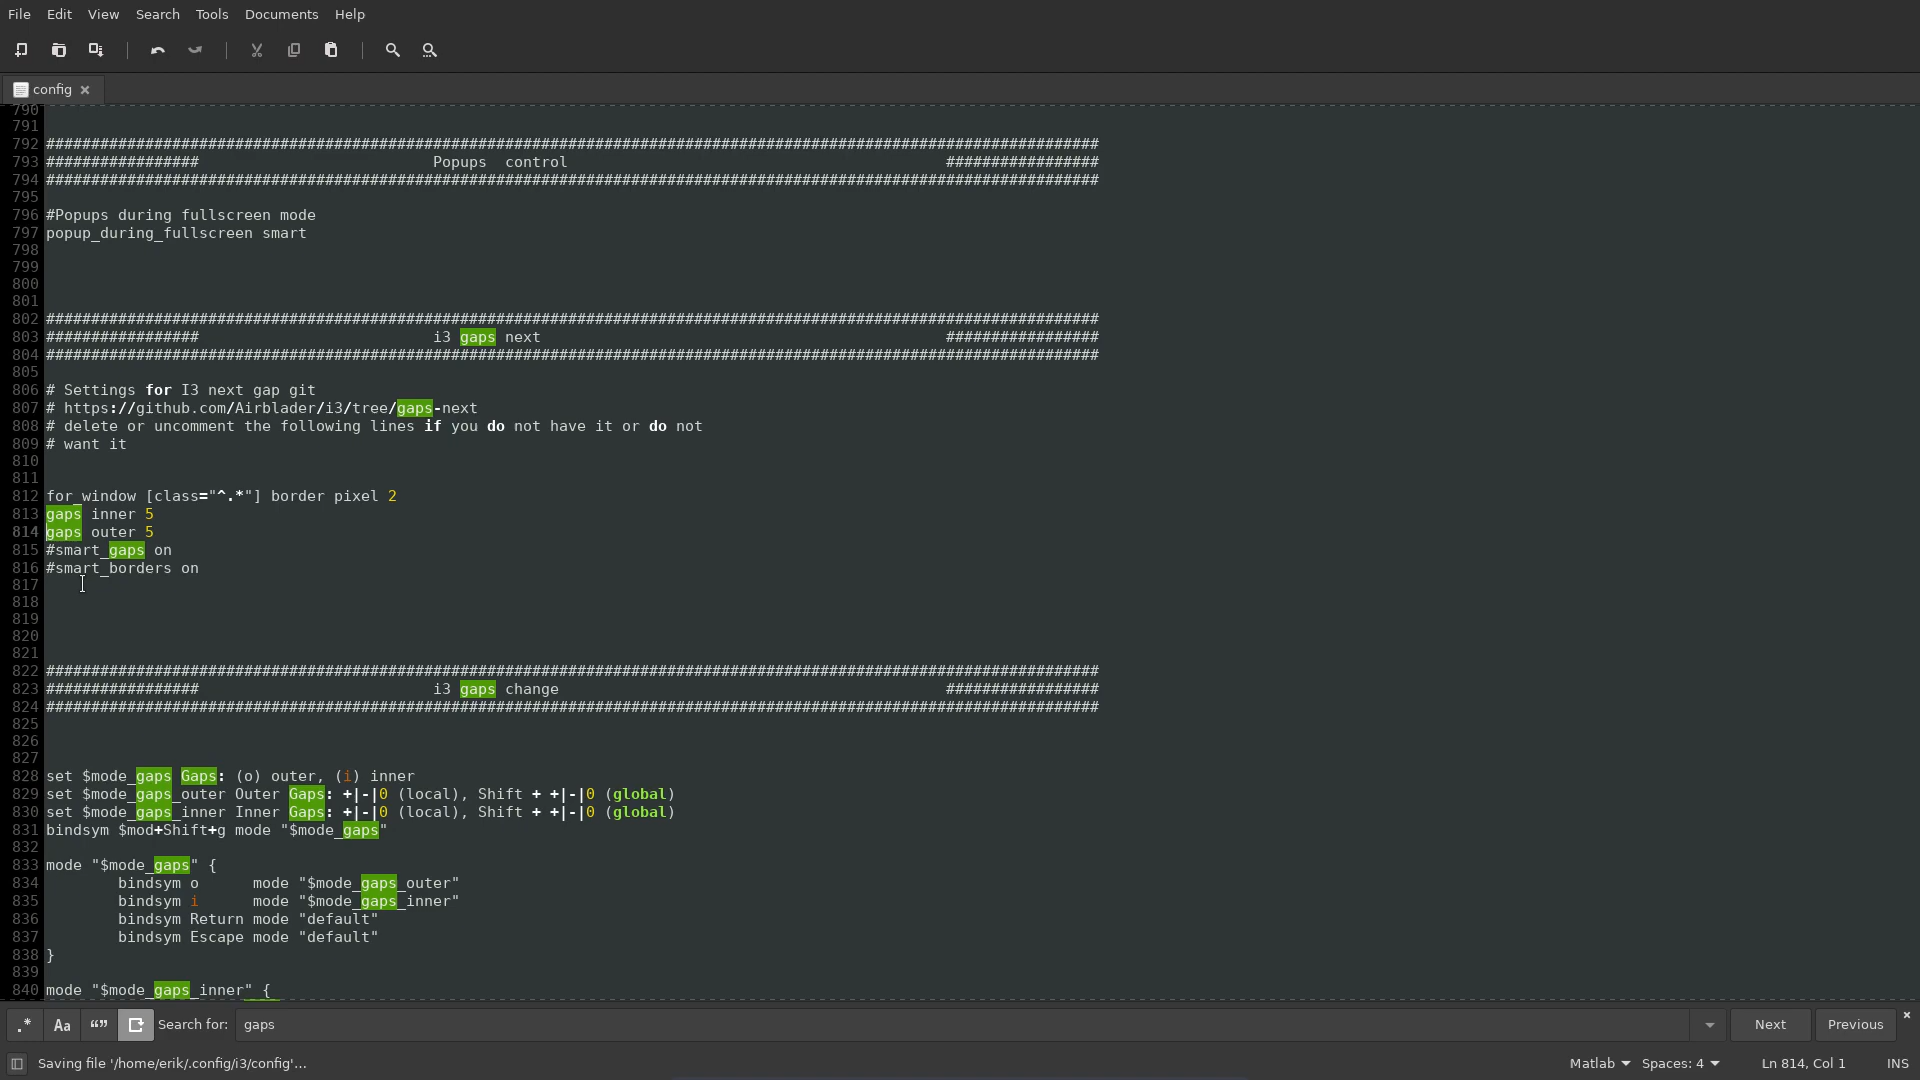 File Edit View Search Tools Documents Help
config
790
791
792 #####################################################################################################################
793 #################                          Popups  control                                          #################
794 #####################################################################################################################
795
796 #Popups during fullscreen mode
797 popup_during_fullscreen smart
798
799
800
801
802 #####################################################################################################################
803 #################                          i3 gaps next                                             #################
804 #####################################################################################################################
805
806 # Settings for I3 next gap git
807 # https://github.com/Airblader/i3/tree/gaps-next
808 # delete or uncomment the following lines if you do not have it or do not
809 # want it
810
811
812 for_window [class="^.*"] border pixel 2
813 gaps inner 5
814 gaps outer 5
815 #smart_gaps on
816 #smart_borders on
817
818
819
820
821
822 #####################################################################################################################
823 #################                          i3 gaps change                                           #################
824 #####################################################################################################################
825
826
827
828 set $mode_gaps Gaps: (o) outer, (i) inner
829 set $mode_gaps_outer Outer Gaps: +|-|0 (local), Shift + +|-|0 (global)
830 set $mode_gaps_inner Inner Gaps: +|-|0 (local), Shift + +|-|0 (global)
831 bindsym $mod+Shift+g mode "$mode_gaps"
832
833 mode "$mode_gaps" {
834         bindsym o      mode "$mode_gaps_outer"
835         bindsym i      mode "$mode_gaps_inner"
836         bindsym Return mode "default"
837         bindsym Escape mode "default"
838 }
839
840 mode "$mode_gaps_inner" {
.* Aa “” Search for: gaps Next Previous
Saving file '/home/erik/.config/i3/config'... Matlab Spaces: 4 Ln 814, Col 1 INS